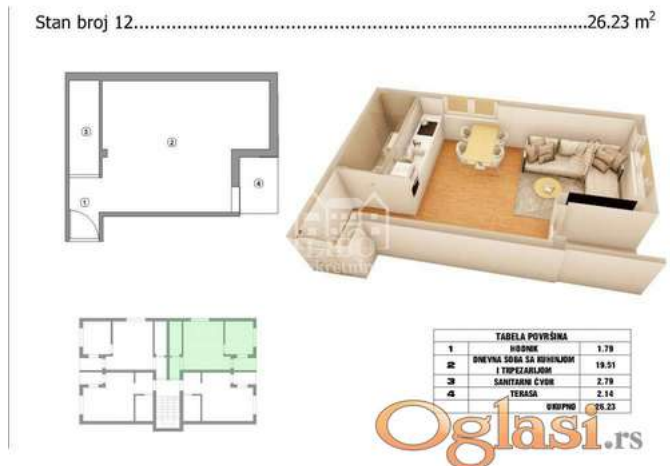 Stan broj 12...26.23 m²
3
2
4
1
TABELA POVRŠINA
1 HODNIK 1.79
2 DNEVNA SOBA SA KUHINJOM I TRPEZARIJOM 19.51
3 SANITARNI ČVOR 2.79
4 TERASA 2.14
UKUPNO 26.23
Oglasi.rs